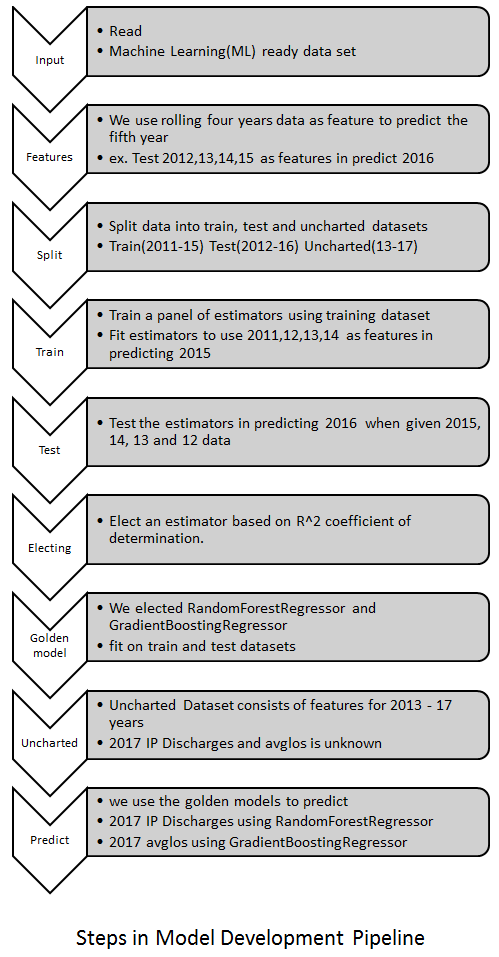 Input
• Read
• Machine Learning(ML) ready data set
Features
• We use rolling four years data as feature to predict the
fifth year
• ex. Test 2012,13,14,15 as features in predict 2016
Split
• Split data into train, test and uncharted datasets
• Train(2011-15) Test(2012-16) Uncharted(13-17)
Train
• Train a panel of estimators using training dataset
• Fit estimators to use 2011,12,13,14 as features in
predicting 2015
Test
• Test the estimators in predicting 2016 when given 2015,
14, 13 and 12 data
Electing
• Elect an estimator based on R^2 coefficient of
determination.
Golden
model
• We elected RandomForestRegressor and
GradientBoostingRegressor
• fit on train and test datasets
Uncharted
• Uncharted Dataset consists of features for 2013 - 17
years
• 2017 IP Discharges and avglos is unknown
Predict
• we use the golden models to predict
• 2017 IP Discharges using RandomForestRegressor
• 2017 avglos using GradientBoostingRegressor
Steps in Model Development Pipeline